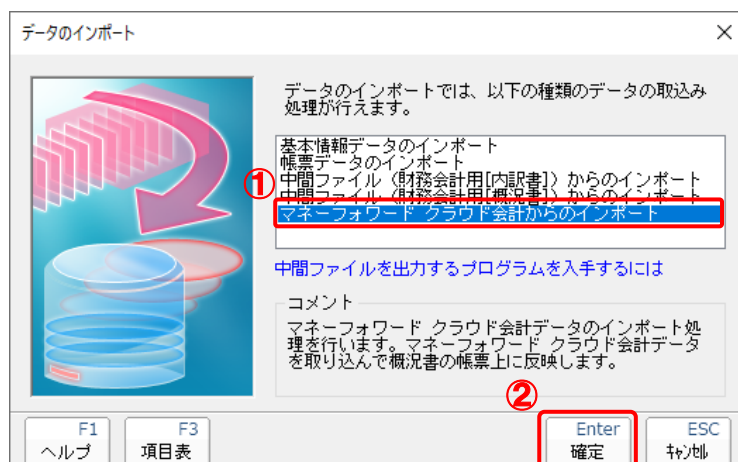 データのインポート
データのインポートでは、以下の種類のデータの取込み
処理が行えます。
基本情報データのインポート
帳票データのインポート
中間ファイル（財務会計用[内訳書]）からのインポート
中間ファイル（財務会計用[概況書]）からのインポート
①
マネーフォワード クラウド会計からのインポート
中間ファイルを出力するプログラムを入手するには
コメント
マネーフォワード クラウド会計データのインポート処
理を行います。マネーフォワード クラウド会計データ
を取り込んで概況書の帳票上に反映します。
②
F1
ヘルプ
F3
項目表
Enter
確定
ESC
ｷｬﾝｾﾙ